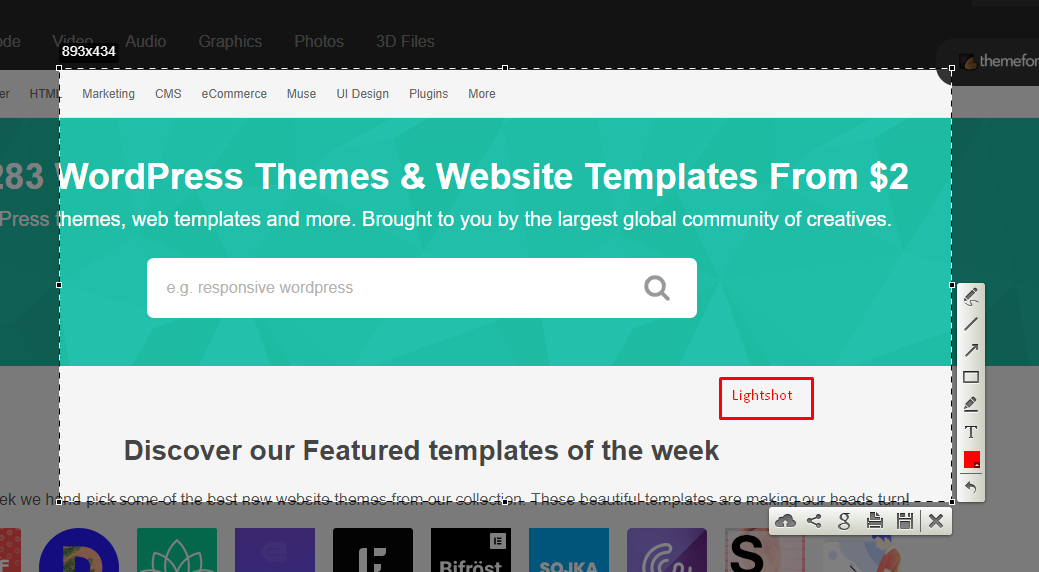 ode Video Audio Graphics Photos 3D Files
893x434
themefor
er HTML Marketing CMS eCommerce Muse UI Design Plugins More
283 WordPress Themes & Website Templates From $2
Press themes, web templates and more. Brought to you by the largest global community of creatives.
e.g. responsive wordpress
Lightshot
Discover our Featured templates of the week
ek we hand-pick some of the best new website themes from our collection. These beautiful templates are making our heads turn!
T
g
Bifröst
SOJKA
S